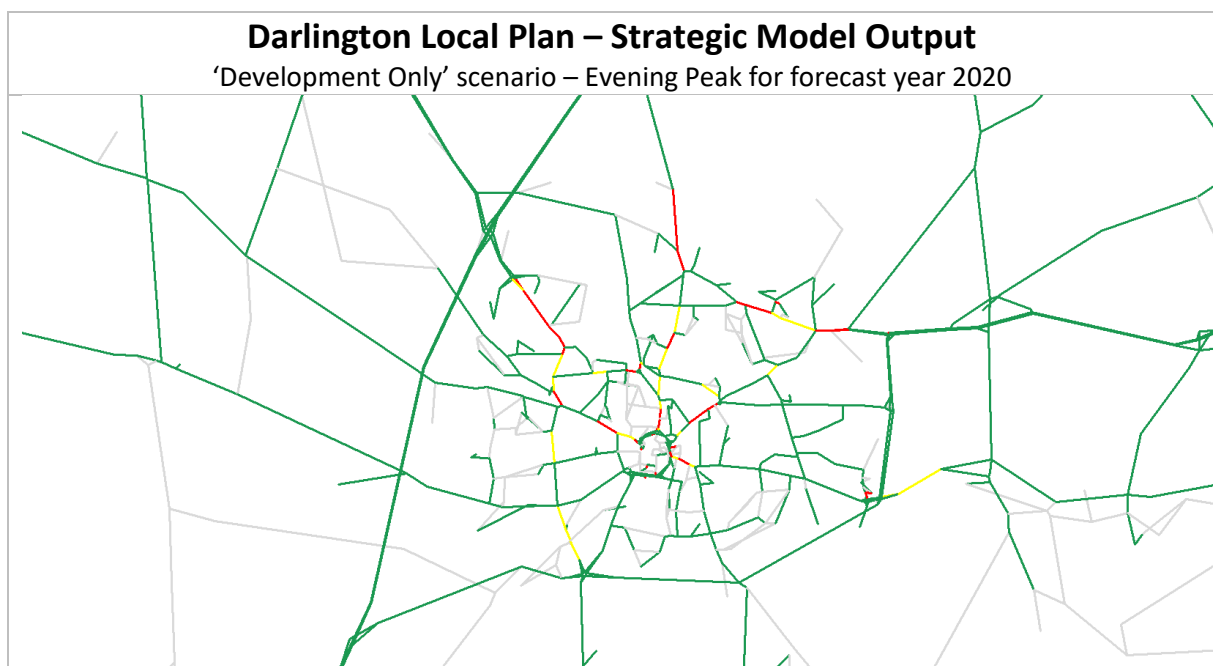 Darlington Local Plan – Strategic Model Output
‘Development Only’ scenario – Evening Peak for forecast year 2020